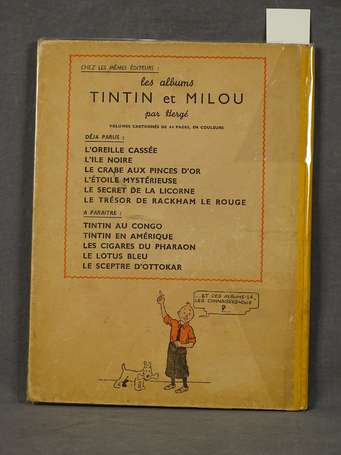 CHEZ LES MÊMES ÉDITEURS :
les albums
TINTIN et MILOU
par Hergé
VOLUMES CARTONNÉS DE 64 PAGES, EN COULEURS
DÉJA PARUS :
L'OREILLE CASSÉE
L'ILE NOIRE
LE CRABE AUX PINCES D'OR
L'ÉTOILE MYSTÉRIEUSE
LE SECRET DE LA LICORNE
LE TRÉSOR DE RACKHAM LE ROUGE
A PARAITRE :
TINTIN AU CONGO
TINTIN EN AMÉRIQUE
LES CIGARES DU PHARAON
LE LOTUS BLEU
LE SCEPTRE D'OTTOKAR
...ET CES ALBUMS-LÀ,
LES CONNAISSEZ-VOUS
?